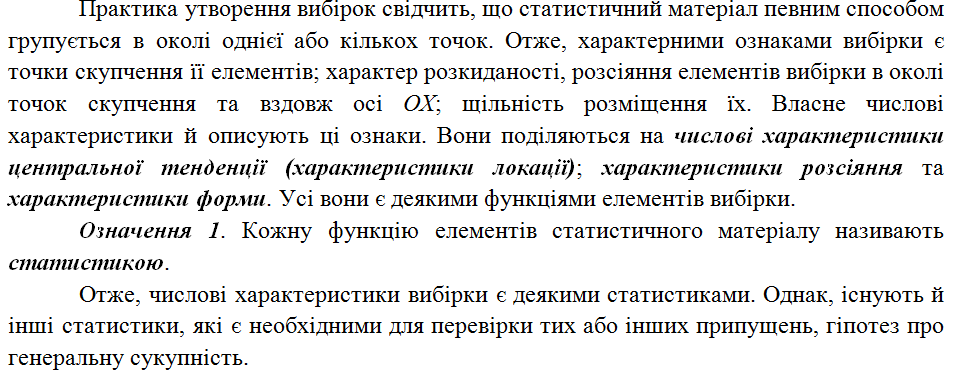 Практика утворення вибірок свідчить, що статистичний матеріал певним способом
групується в околі однієї або кількох точок. Отже, характерними ознаками вибірки є
точки скупчення її елементів; характер розкиданості, розсіяння елементів вибірки в околі
точок скупчення та вздовж осі OX; щільність розміщення їх. Власне числові
характеристики й описують ці ознаки. Вони поділяються на числові характеристики
центральної тенденції (характеристики локації); характеристики розсіяння та
характеристики форми. Усі вони є деякими функціями елементів вибірки.
Означення 1. Кожну функцію елементів статистичного матеріалу називають
статистикою.
Отже, числові характеристики вибірки є деякими статистиками. Однак, існують й
інші статистики, які є необхідними для перевірки тих або інших припущень, гіпотез про
генеральну сукупність.